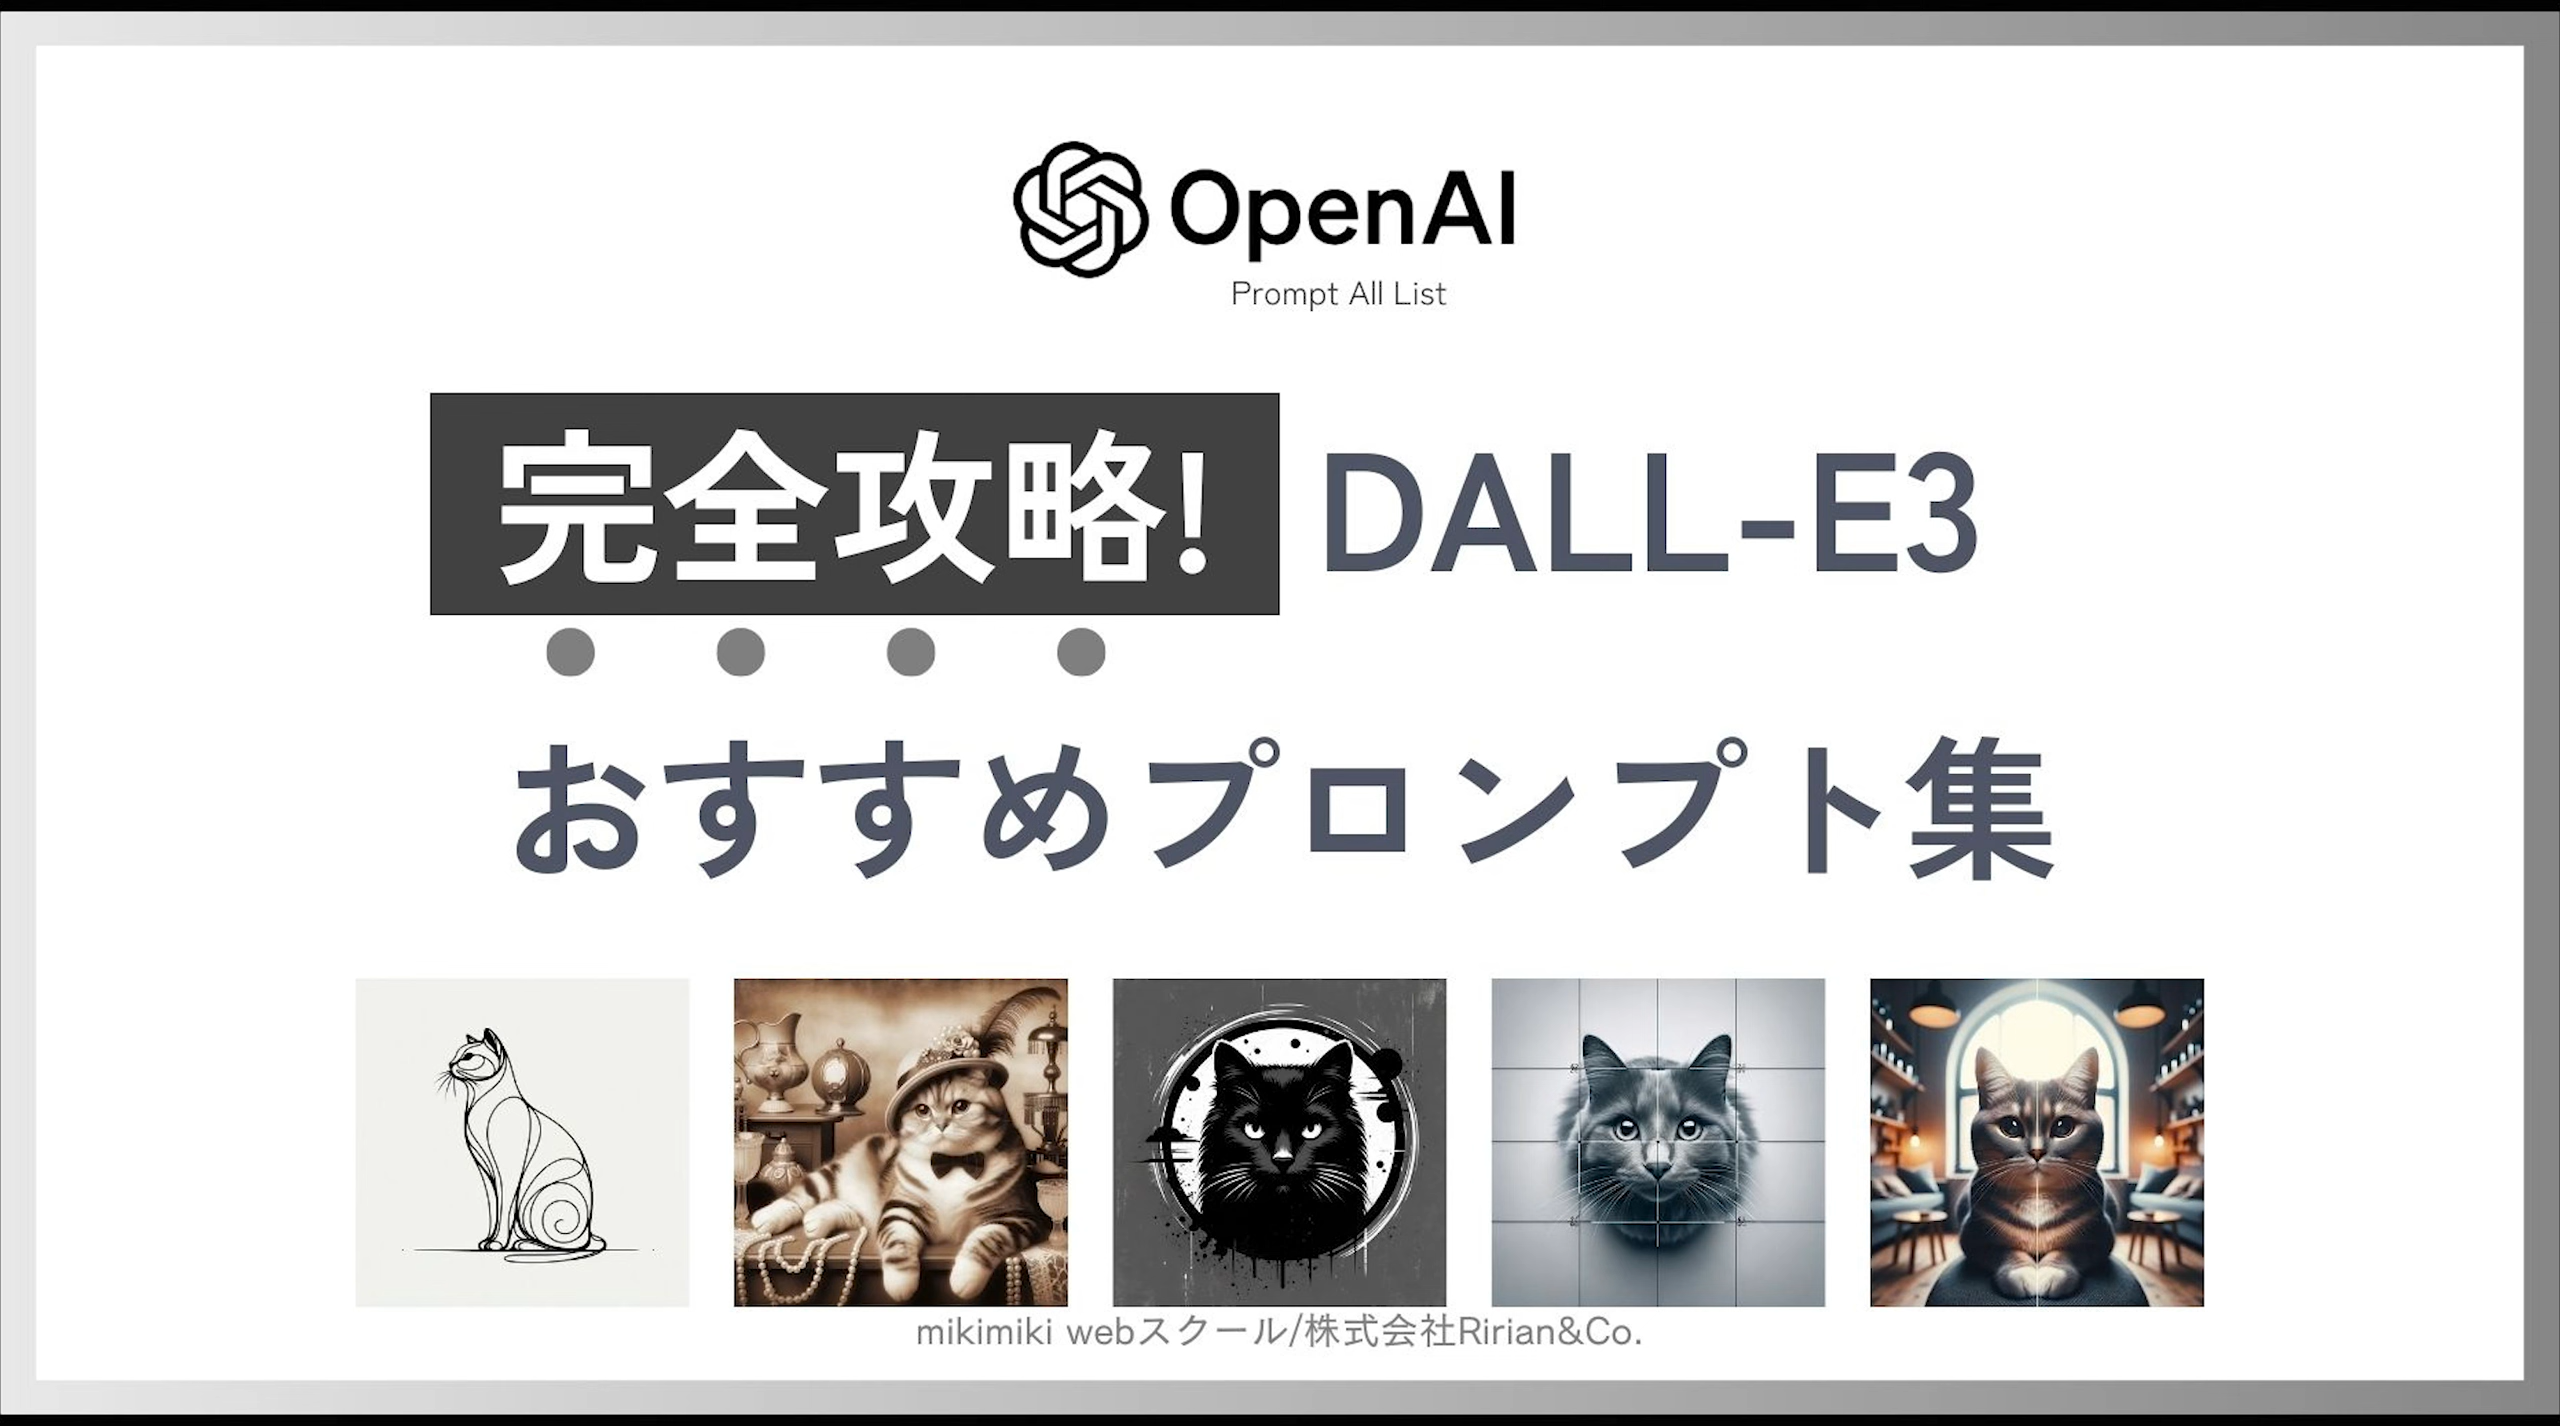 OpenAI
Prompt All List
完全攻略! DALL-E3
おすすめプロンプト集
mikimiki webスクール/株式会社Ririan&Co.